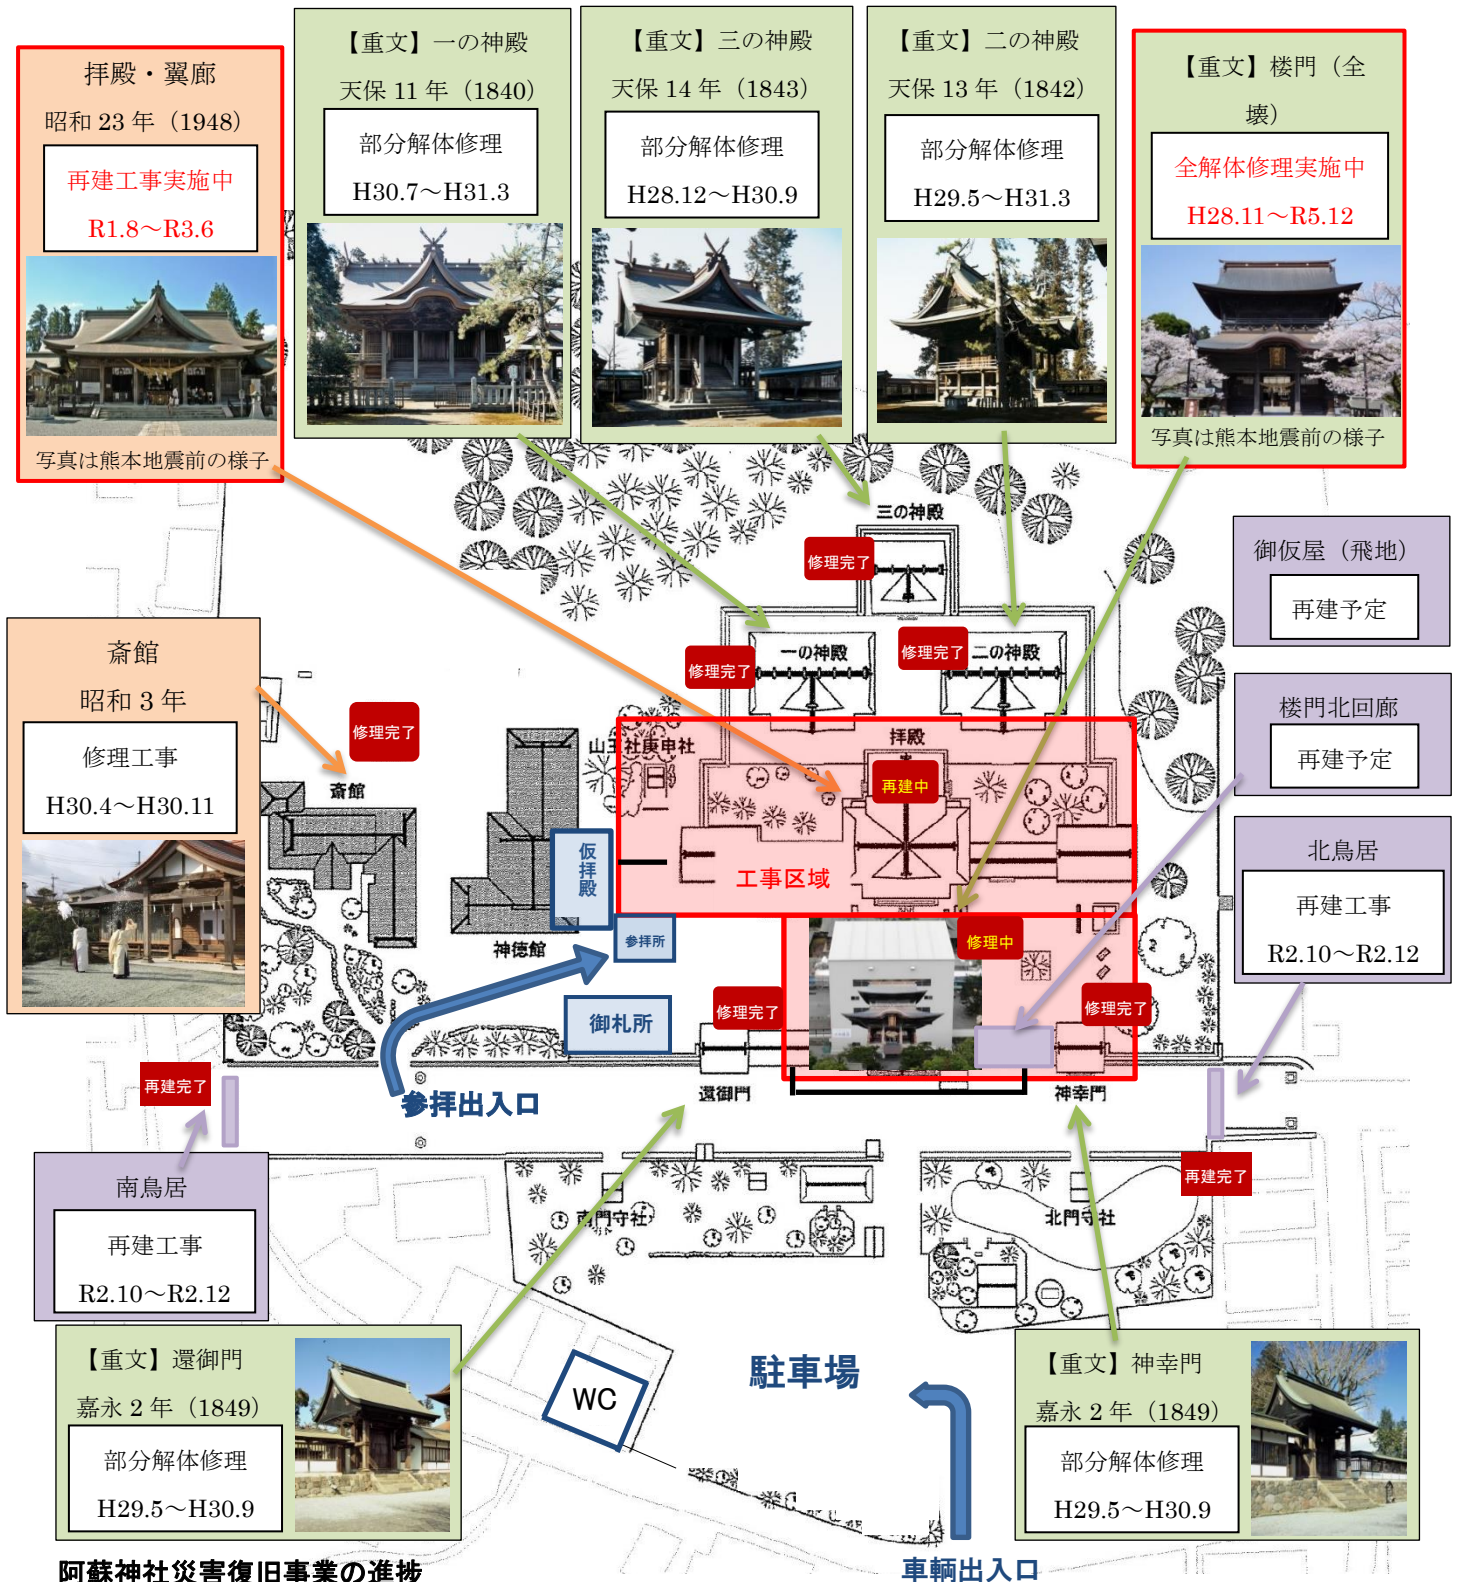 拝殿・翼廊
昭和 23 年（1948）
再建工事実施中
R1.8～R3.6
写真は熊本地震前の様子
【重文】一の神殿
天保 11 年（1840）
部分解体修理
H30.7～H31.3
【重文】三の神殿
天保 14 年（1843）
部分解体修理
H28.12～H30.9
【重文】二の神殿
天保 13 年（1842）
部分解体修理
H29.5～H31.3
【重文】楼門（全
壊）
全解体修理実施中
H28.11～R5.12
写真は熊本地震前の様子
三の神殿
修理完了
御仮屋（飛地）
再建予定
斎館
昭和 3 年
修理工事
H30.4～H30.11
修理完了
一の神殿
修理完了
二の神殿
修理完了
楼門北回廊
再建予定
修理完了
斎館
山王社庚申社
拝殿
再建中
工事区域
仮拝殿
神徳館
参拝所
修理中
北鳥居
再建工事
R2.10～R2.12
御札所
修理完了
修理完了
再建完了
参拝出入口
還御門
神幸門
南鳥居
再建工事
R2.10～R2.12
再建完了
南門守社
北門守社
【重文】還御門
嘉永 2 年（1849）
部分解体修理
H29.5～H30.9
WC
駐車場
【重文】神幸門
嘉永 2 年（1849）
部分解体修理
H29.5～H30.9
阿蘇神社災害復旧事業の進捗
車輌出入口